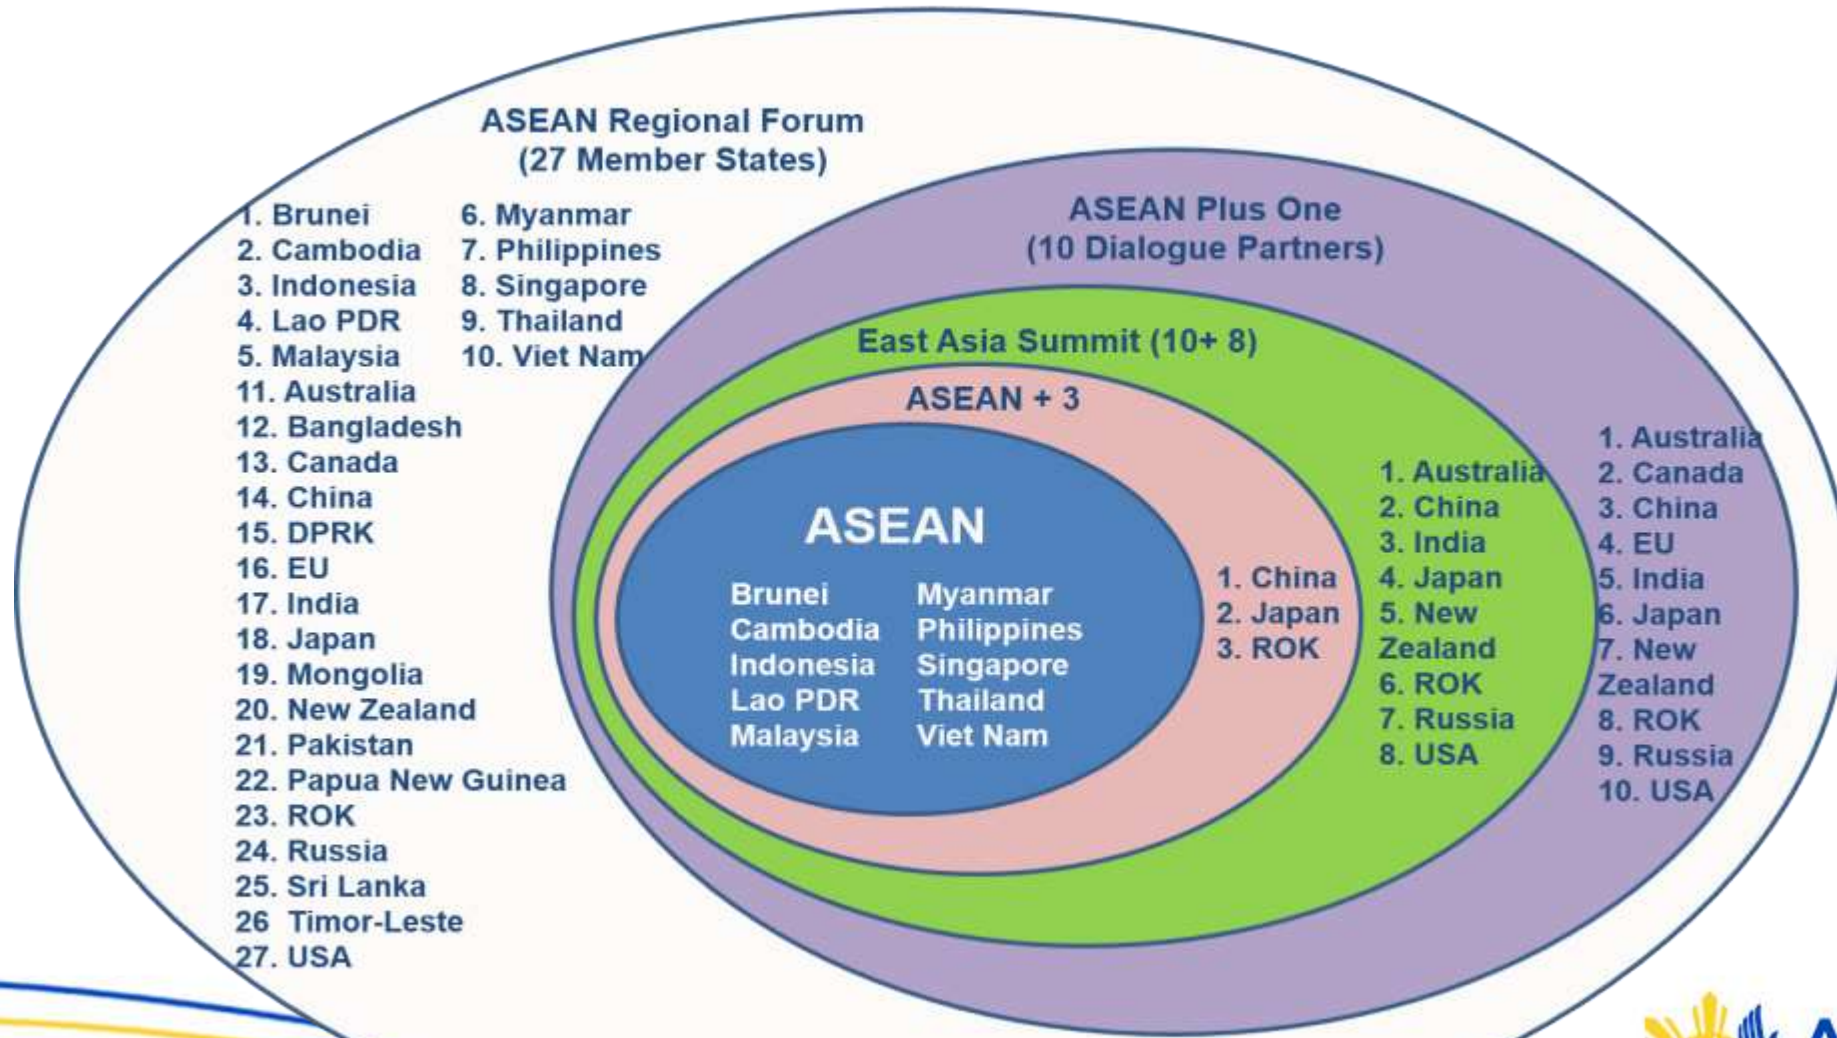 ASEAN Regional Forum
(27 Member States)
1. Brunei
2. Cambodia
3. Indonesia
4. Lao PDR
5. Malaysia
6. Myanmar
7. Philippines
8. Singapore
9. Thailand
10. Viet Nam
11. Australia
12. Bangladesh
13. Canada
14. China
15. DPRK
16. EU
17. India
18. Japan
19. Mongolia
20. New Zealand
21. Pakistan
22. Papua New Guinea
23. ROK
24. Russia
25. Sri Lanka
26 Timor-Leste
27. USA
ASEAN Plus One
(10 Dialogue Partners)
East Asia Summit (10+ 8)
ASEAN + 3
ASEAN
Brunei
Cambodia
Indonesia
Lao PDR
Malaysia
Myanmar
Philippines
Singapore
Thailand
Viet Nam
1. China
2. Japan
3. ROK
1. Australia
2. China
3. India
4. Japan
5. New
Zealand
6. ROK
7. Russia
8. USA
1. Australia
2. Canada
3. China
4. EU
5. India
6. Japan
7. New
Zealand
8. ROK
9. Russia
10. USA